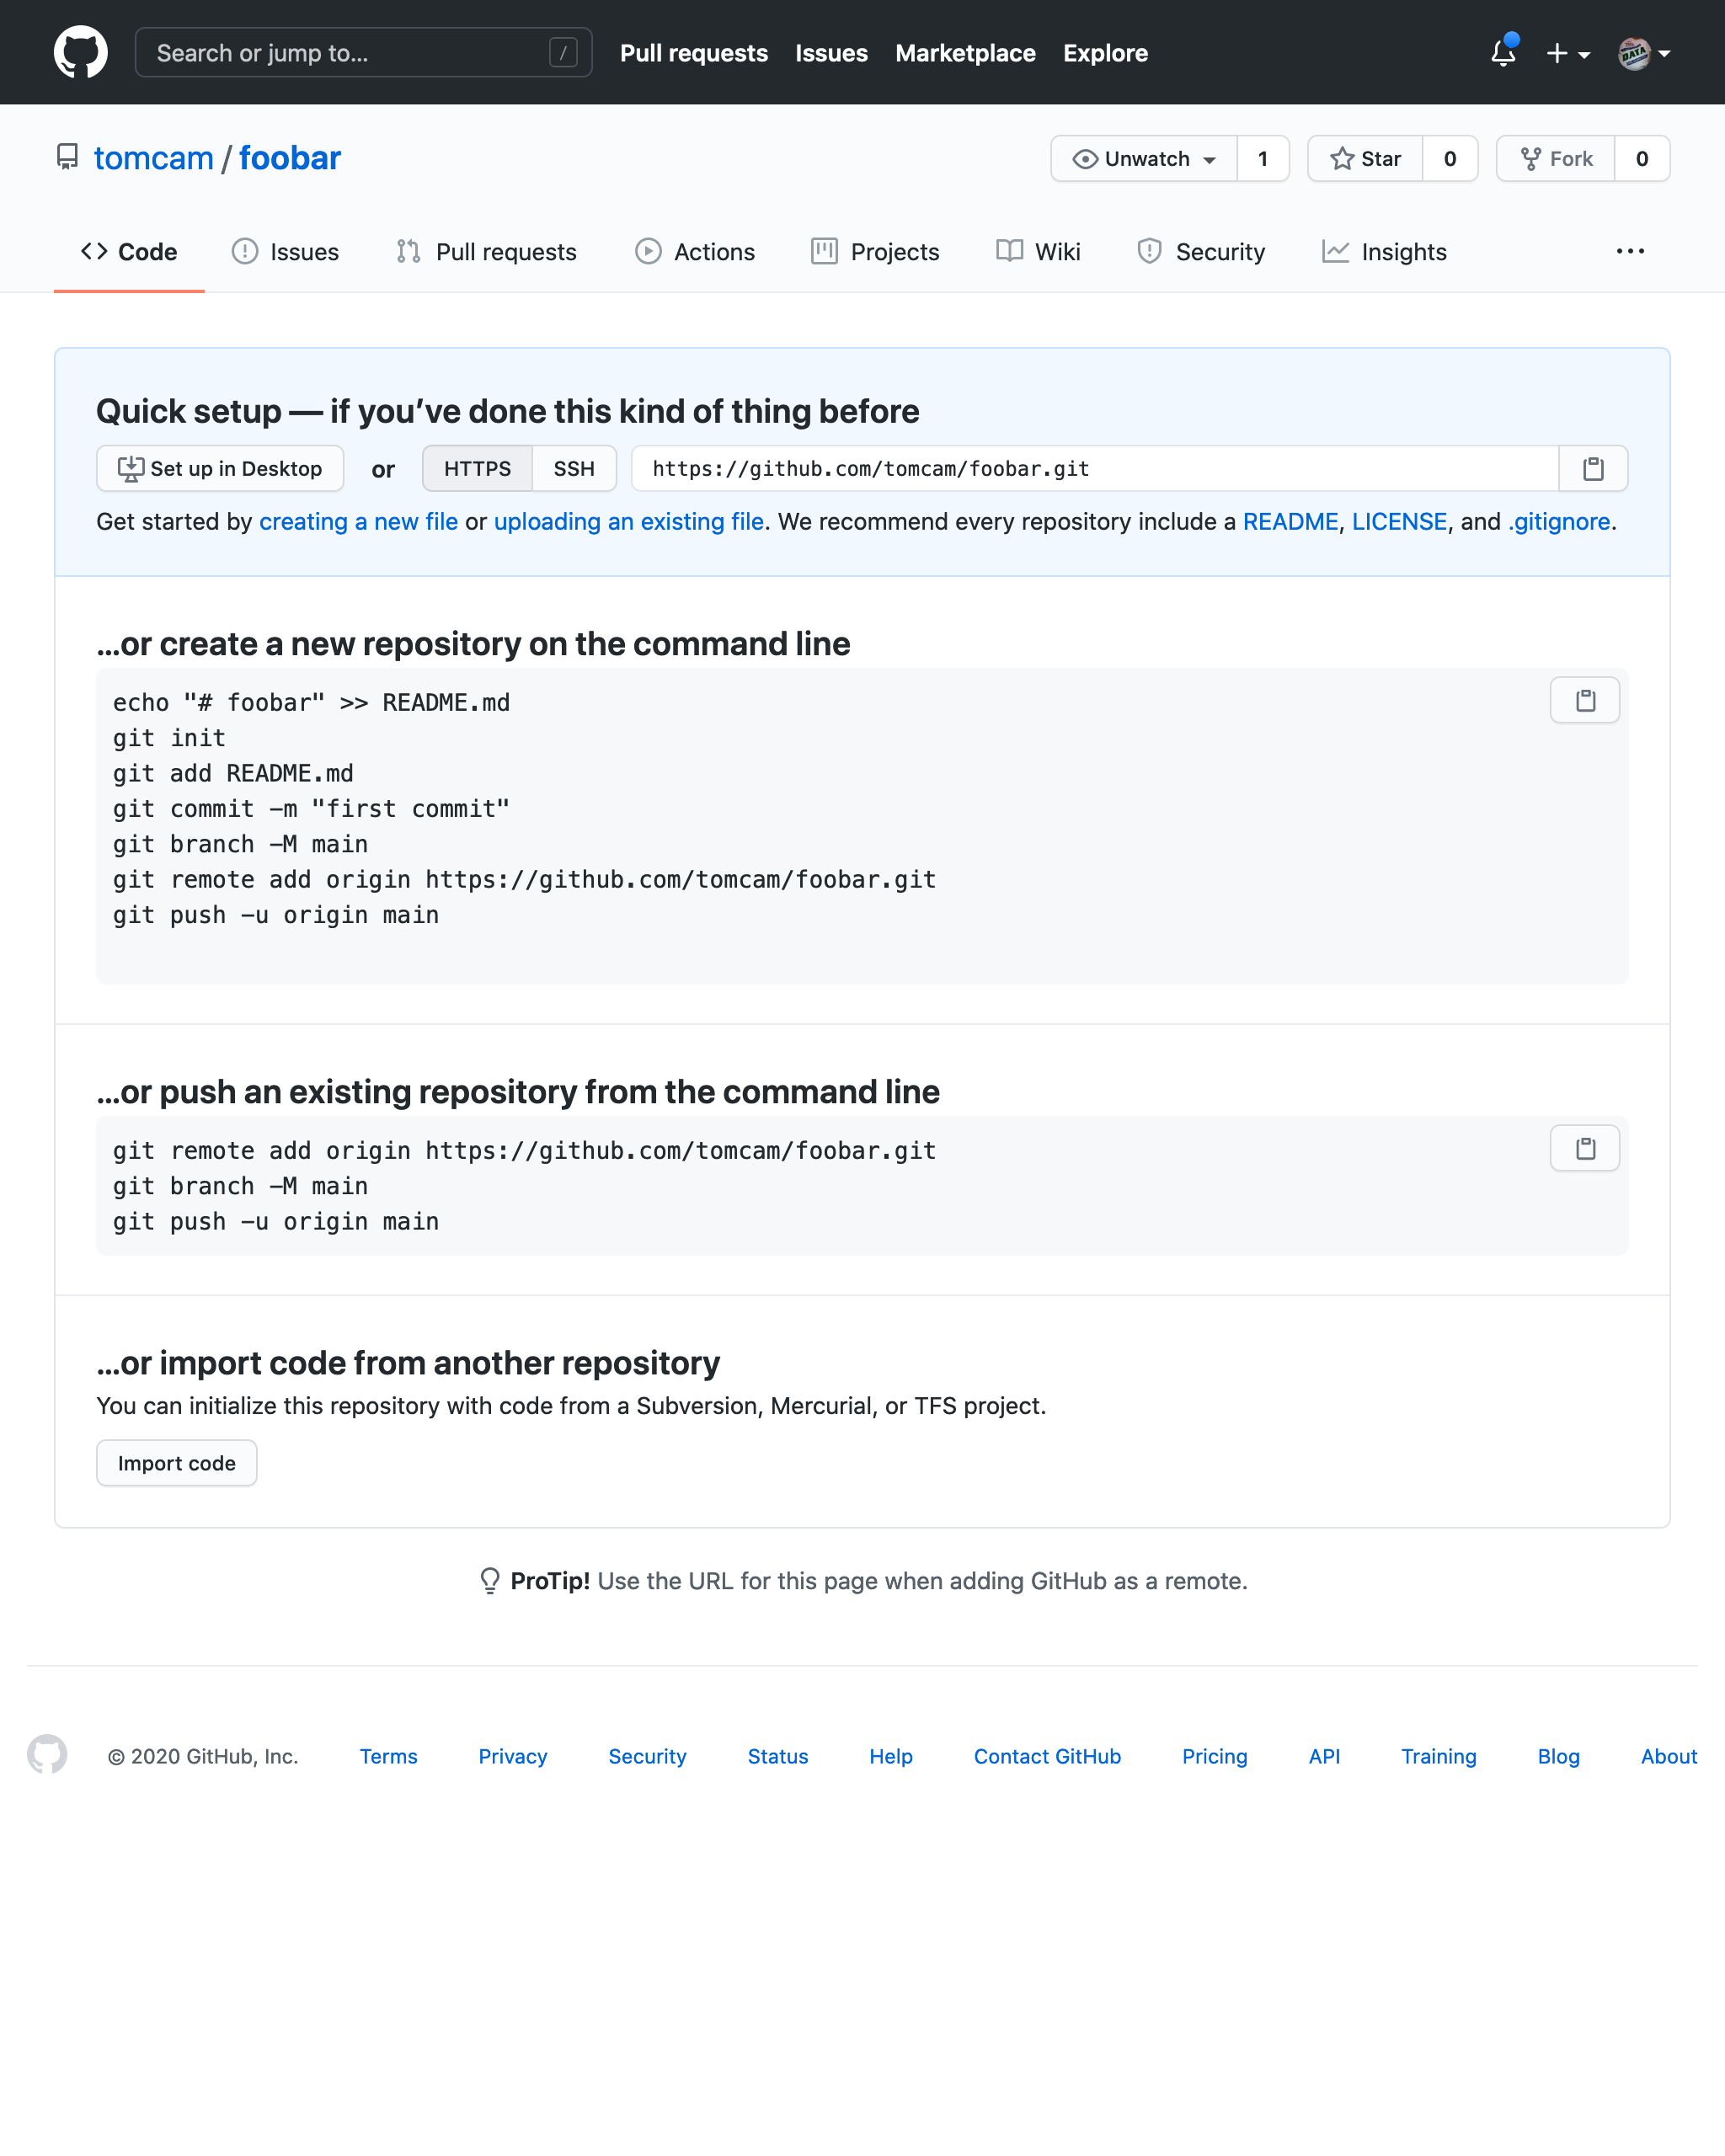 Search or jump to... /
Pull requests Issues Marketplace Explore
DATA
tomcam / foobar
Unwatch 1 Star 0 Fork 0
Code Issues Pull requests Actions Projects Wiki Security Insights ...
Quick setup — if you’ve done this kind of thing before
Set up in Desktop or HTTPS SSH https://github.com/tomcam/foobar.git
Get started by creating a new file or uploading an existing file. We recommend every repository include a README, LICENSE, and .gitignore.
…or create a new repository on the command line
echo "# foobar" >> README.md
git init
git add README.md
git commit -m "first commit"
git branch -M main
git remote add origin https://github.com/tomcam/foobar.git
git push -u origin main
…or push an existing repository from the command line
git remote add origin https://github.com/tomcam/foobar.git
git branch -M main
git push -u origin main
…or import code from another repository
You can initialize this repository with code from a Subversion, Mercurial, or TFS project.
Import code
ProTip! Use the URL for this page when adding GitHub as a remote.
© 2020 GitHub, Inc. Terms Privacy Security Status Help Contact GitHub Pricing API Training Blog About